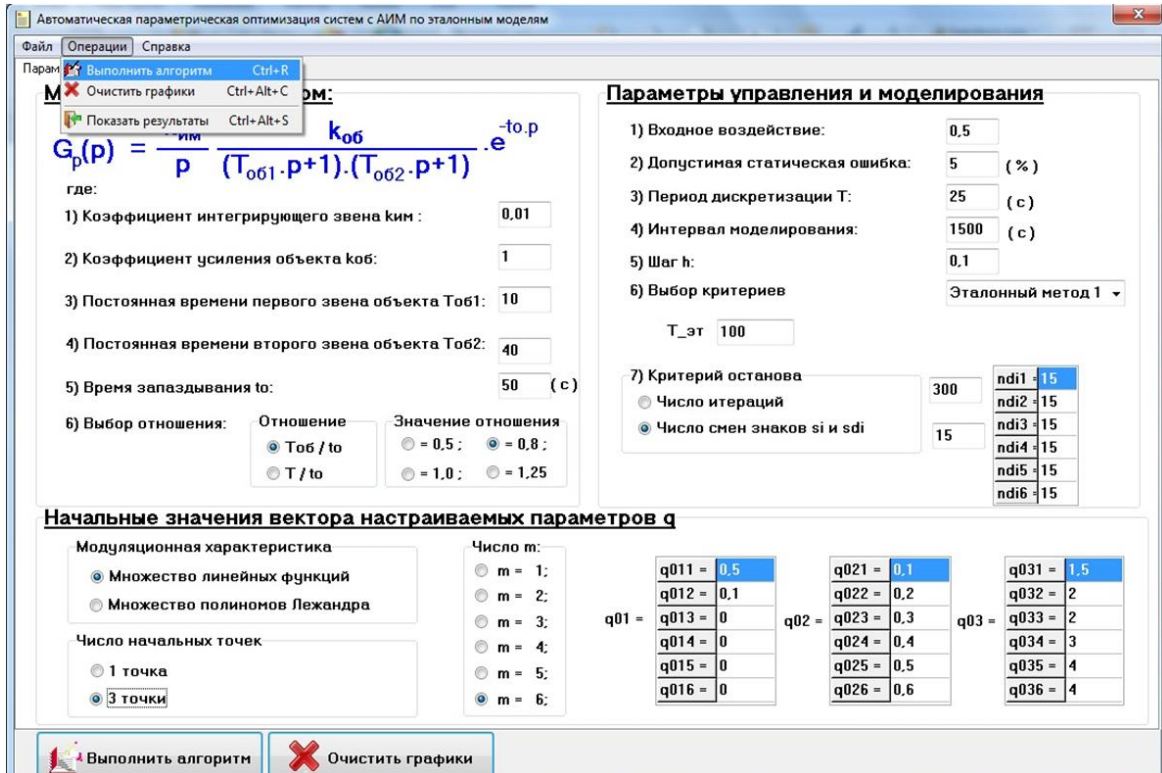 Автоматическая параметрическая оптимизация систем с АИМ по эталонным моделям
Файл Операции Справка
Парам
Выполнить алгоритм Ctrl+R
Очистить графики Ctrl+Alt+C
Показать результаты Ctrl+Alt+S
М ом:
Gp(p) = kим/p kоб/((Tоб1.p+1).(Tоб2.p+1)) .e^-to.p
где:
1) Коэффициент интегрирующего звена kим : 0,01
2) Коэффициент усиления объекта kоб: 1
3) Постоянная времени первого звена объекта Тоб1: 10
4) Постоянная времени второго звена объекта Тоб2: 40
5) Время запаздывания to: 50 (с)
6) Выбор отношения:
Отношение
Тоб / to
T / to
Значение отношения
= 0,5 ; = 0,8 ;
= 1,0 ; = 1,25
Параметры управления и моделирования
1) Входное воздействие: 0,5
2) Допустимая статическая ошибка: 5 (%)
3) Период дискретизации Т: 25 (с)
4) Интервал моделирования: 1500 (с)
5) Шаг h: 0,1
6) Выбор критериев Эталонный метод 1
Т_эт 100
7) Критерий останова
Число итераций 300
Число смен знаков si и sdi 15
ndi1 = 15
ndi2 = 15
ndi3 = 15
ndi4 = 15
ndi5 = 15
ndi6 = 15
Начальные значения вектора настраиваемых параметров q
Модуляционная характеристика
Множество линейных функций
Множество полиномов Лежандра
Число начальных точек
1 точка
3 точки
Число m:
m = 1;
m = 2;
m = 3;
m = 4;
m = 5;
m = 6;
q01 =
q011 = 0,5
q012 = 0,1
q013 = 0
q014 = 0
q015 = 0
q016 = 0
q02 =
q021 = 0,1
q022 = 0,2
q023 = 0,3
q024 = 0,4
q025 = 0,5
q026 = 0,6
q03 =
q031 = 1,5
q032 = 2
q033 = 2
q034 = 3
q035 = 4
q036 = 4
Выполнить алгоритм Очистить графики